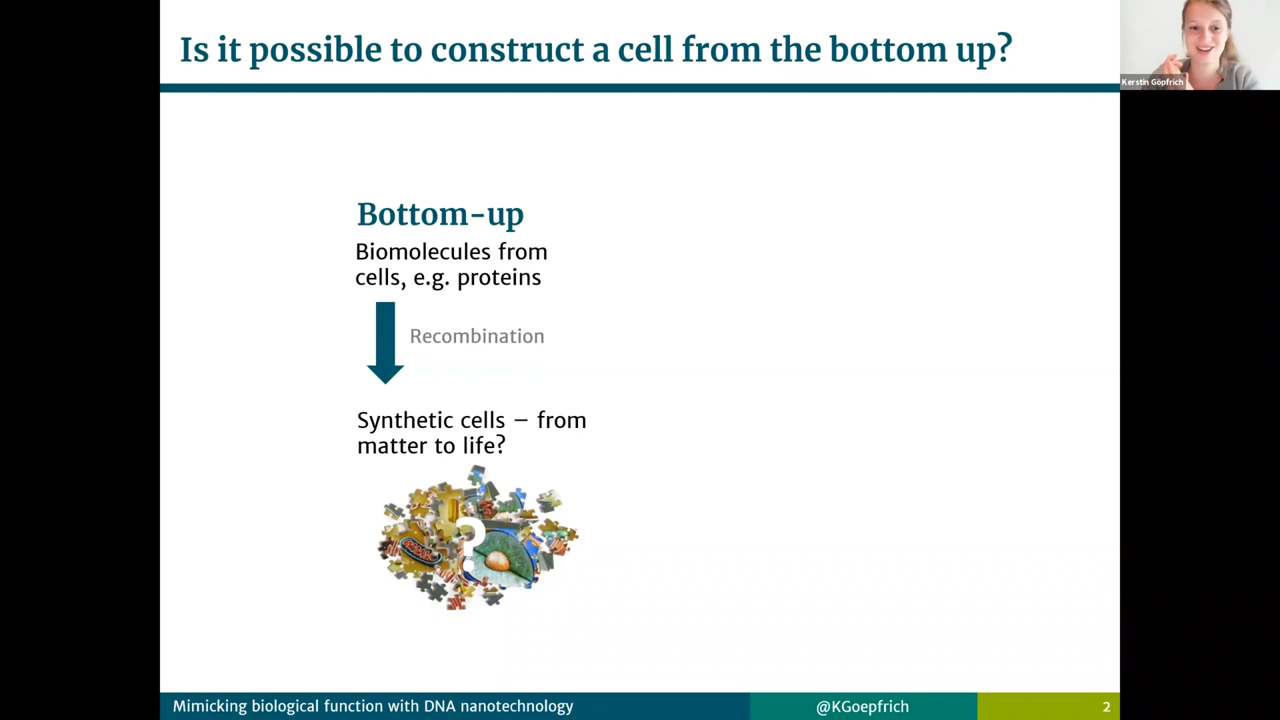 Is it possible to construct a cell from the bottom up?
Kerstin Göpfrich
Bottom-up
Biomolecules from
cells, e.g. proteins
Recombination
Synthetic cells – from
matter to life?
?
Mimicking biological function with DNA nanotechnology
@KGoepfrich
2